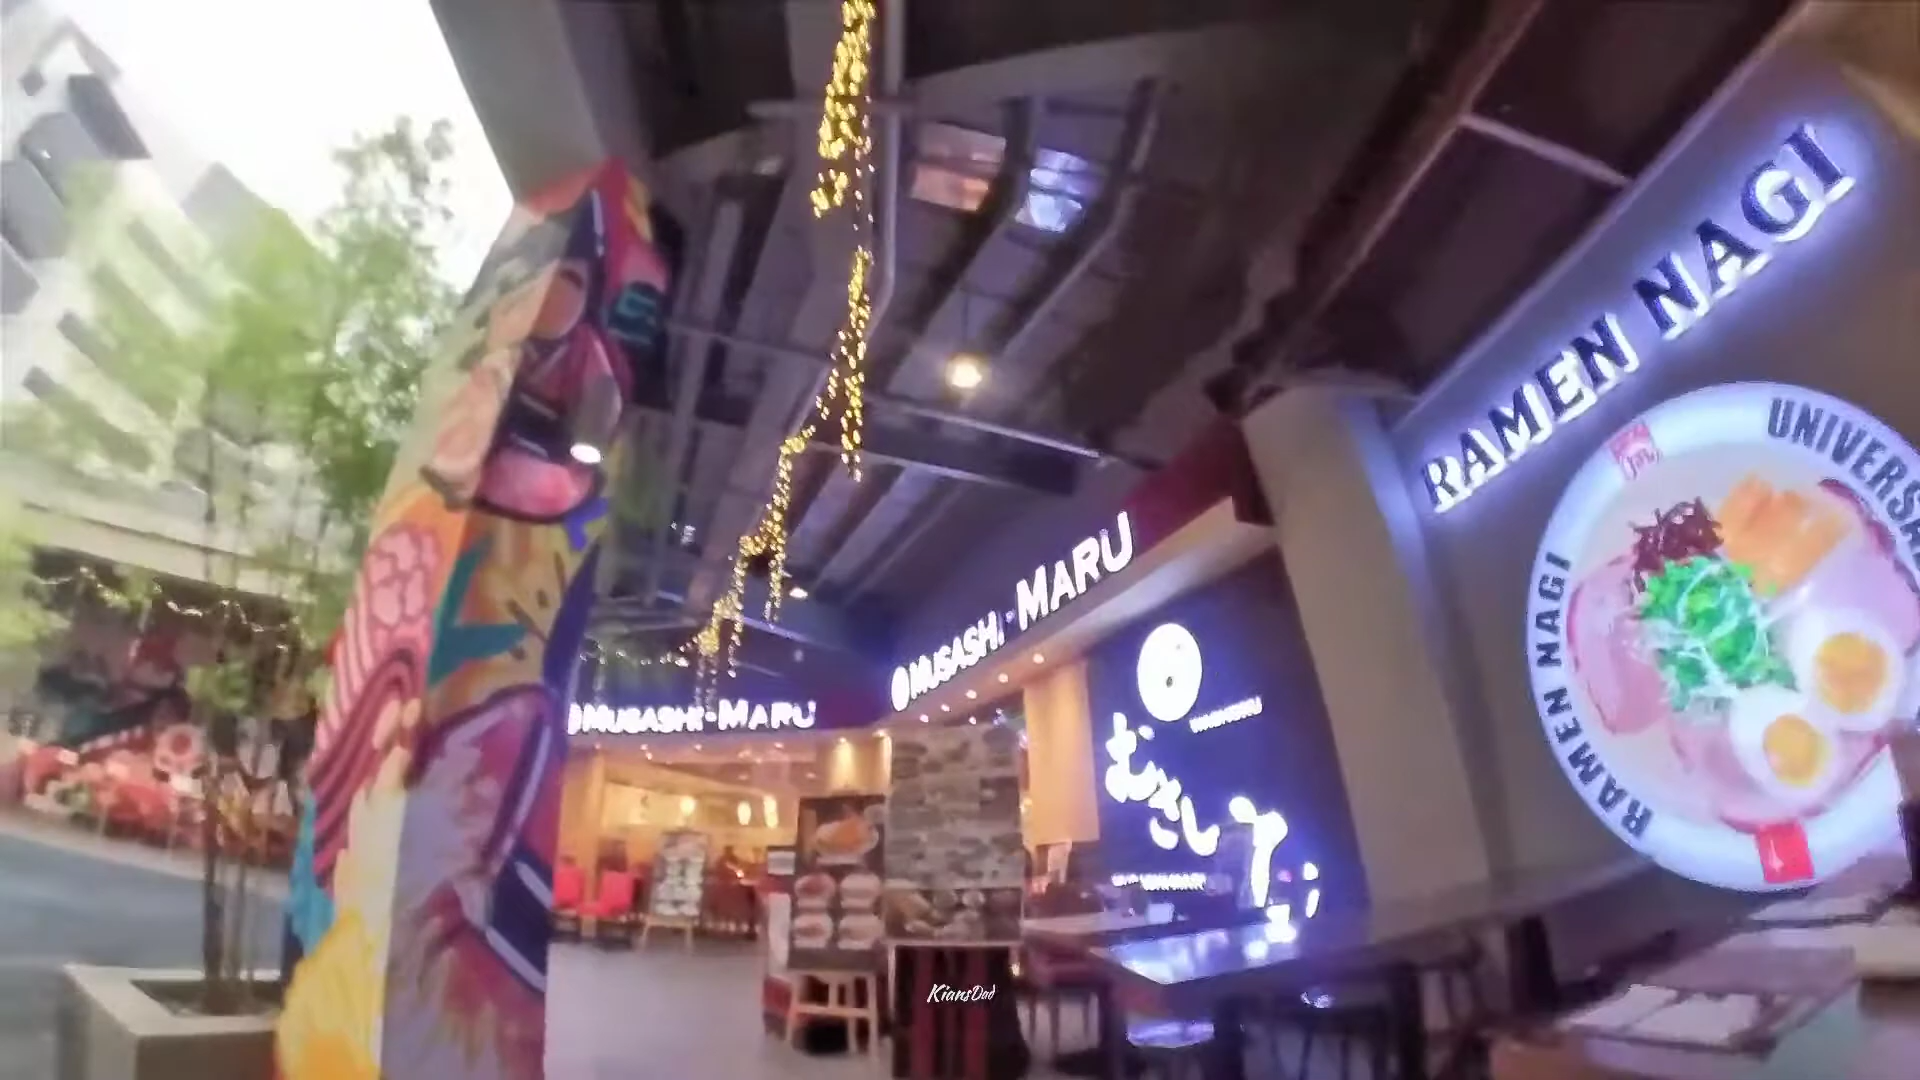 RAMEN NAGI
UNIVERSA
RAMEN NAGI
MUSASHI-MARU
MUSASHI-MARU
むさし
KiansDad